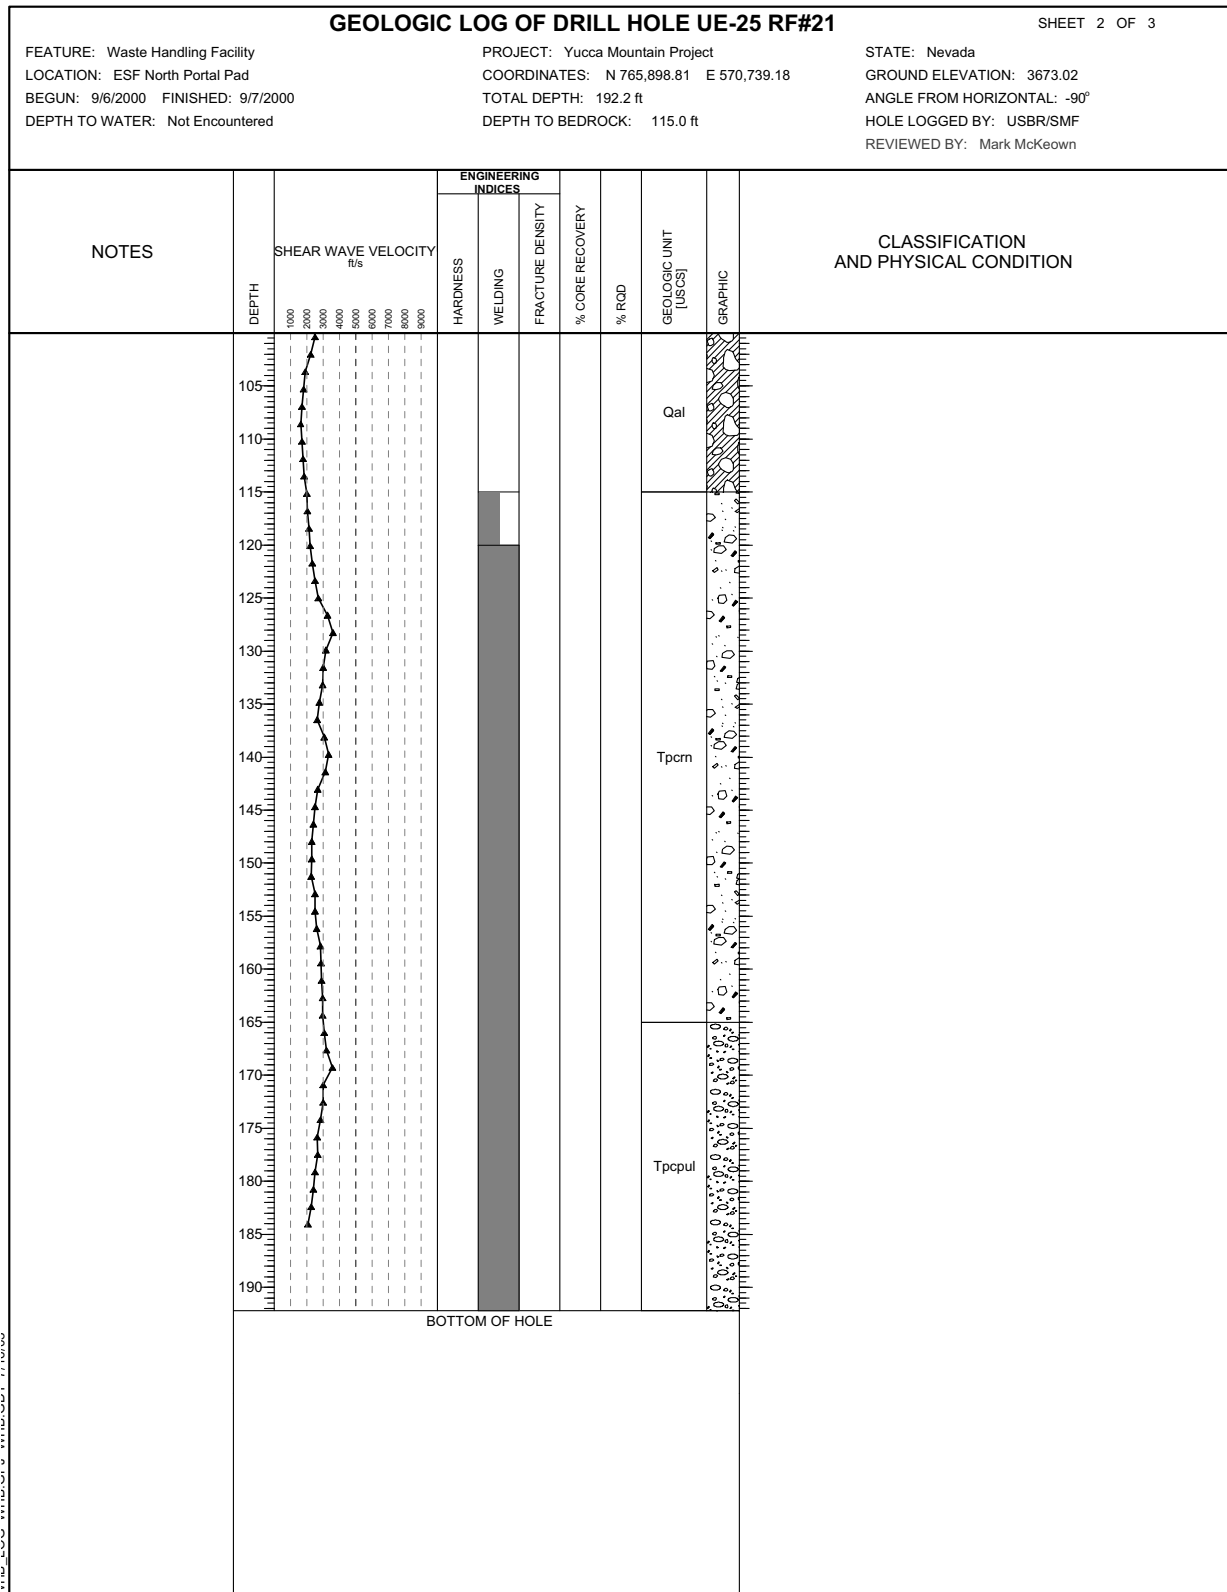 GEOLOGIC LOG OF DRILL HOLE UE-25 RF#21
SHEET 2 OF 3
FEATURE: Waste Handling Facility
PROJECT: Yucca Mountain Project
STATE: Nevada
LOCATION: ESF North Portal Pad
COORDINATES: N 765,898.81 E 570,739.18
GROUND ELEVATION: 3673.02
BEGUN: 9/6/2000 FINISHED: 9/7/2000
TOTAL DEPTH: 192.2 ft
ANGLE FROM HORIZONTAL: -90°
DEPTH TO WATER: Not Encountered
DEPTH TO BEDROCK: 115.0 ft
HOLE LOGGED BY: USBR/SMF
REVIEWED BY: Mark McKeown
NOTES
DEPTH
SHEAR WAVE VELOCITY
ft/s
1000 2000 3000 4000 5000 6000 7000 8000 9000
ENGINEERING
INDICES
HARDNESS
WELDING
FRACTURE DENSITY
% CORE RECOVERY
% RQD
GEOLOGIC UNIT
[USCS]
GRAPHIC
CLASSIFICATION
AND PHYSICAL CONDITION
105
110
115
120
125
130
135
140
145
150
155
160
165
170
175
180
185
190
Qal
Tpcrn
Tpcpul
BOTTOM OF HOLE